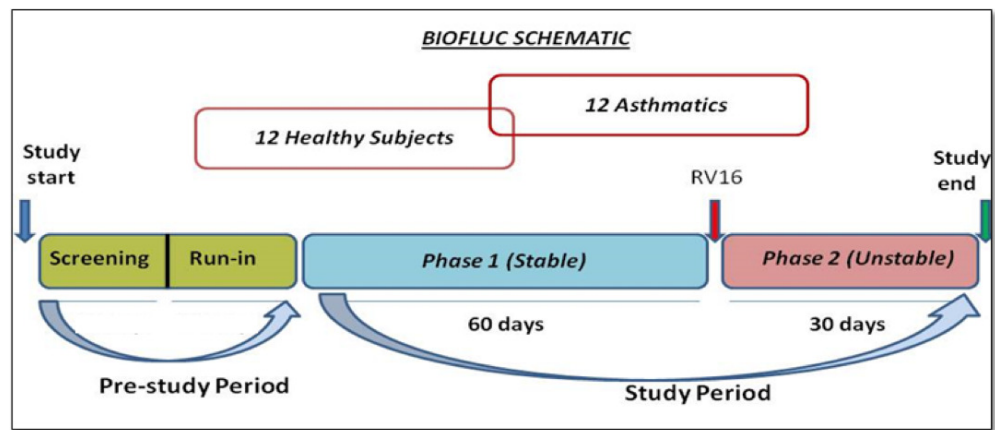 BIOFLUC SCHEMATIC
12 Asthmatics
12 Healthy Subjects
Study
start
RV16
Study
end
Screening
Run-in
Phase 1 (Stable)
Phase 2 (Unstable)
60 days
30 days
Pre-study Period
Study Period